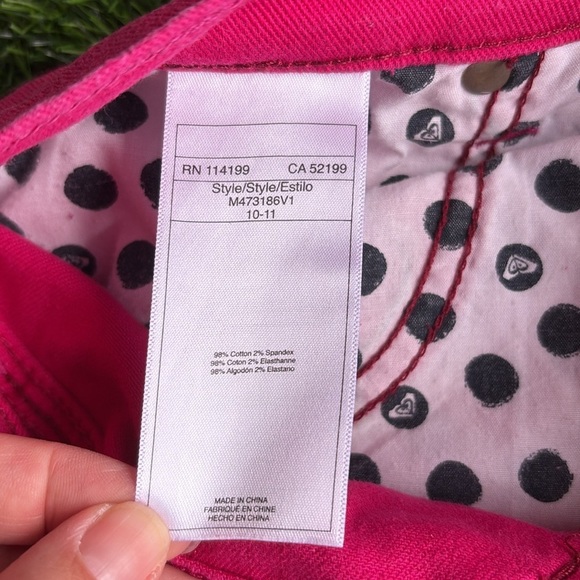 RN 114199 CA 52199
Style/Style/Estilo
M473186V1
10-11
98% Cotton 2% Spandex
98% Coton 2% Elasthanne
98% Algodón 2% Elastano
MADE IN CHINA
FABRIQUÉ EN CHINE
HECHO EN CHINA